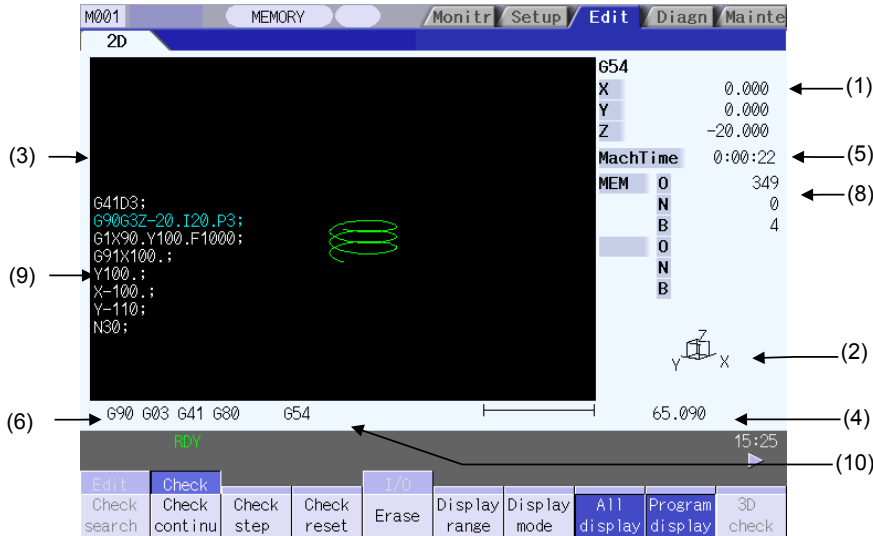 M001 MEMORY Monitr Setup Edit Diagn Mainte
2D
G54
X 0.000 (1)
Y 0.000
Z -20.000
(3)
MachTime 0:00:22 (5)
MEM O 349 (8)
N 0
B 4
O
N
B
G41D3;
G90G3Z-20.I20.P3;
G1X90.Y100.F1000;
G91X100.;
(9) Y100.;
X-100.;
Y-110;
N30;
Z
Y X (2)
(6) G90 G03 G41 G80 G54 65.090 (4)
RDY 15:25
(10)
Edit Check I/O
Check search Check continu Check step Check reset Erase Display range Display mode All display Program display 3D check